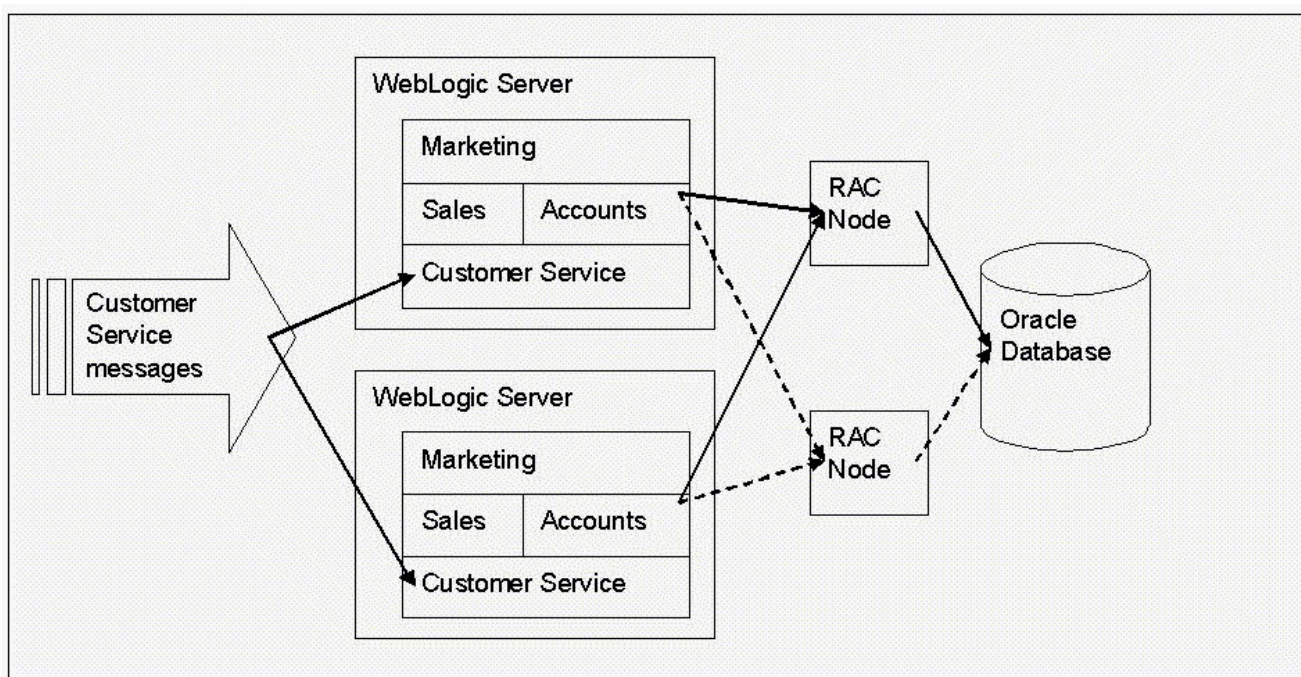 WebLogic Server
Marketing
Sales
Accounts
Customer Service
Customer
Service
messages
WebLogic Server
Marketing
Sales
Accounts
Customer Service
RAC
Node
RAC
Node
Oracle
Database